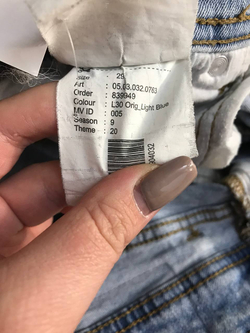 Size : 29
Art : 05.03.032.0783
Order : 839949
Colour : L30 Orig_Light Blue
MV ID : 005
Season : 9
Theme : 20